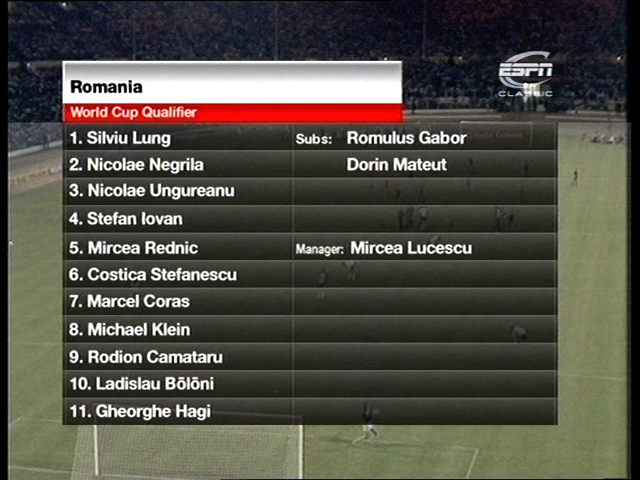 Romania
ESPN
CLASSIC
World Cup Qualifier
1. Silviu Lung
Subs: Romulus Gabor
2. Nicolae Negrila
Dorin Mateut
3. Nicolae Ungureanu
4. Stefan Iovan
5. Mircea Rednic
Manager: Mircea Lucescu
6. Costica Stefanescu
7. Marcel Coras
8. Michael Klein
9. Rodion Camataru
10. Ladislau Bölöni
11. Gheorghe Hagi